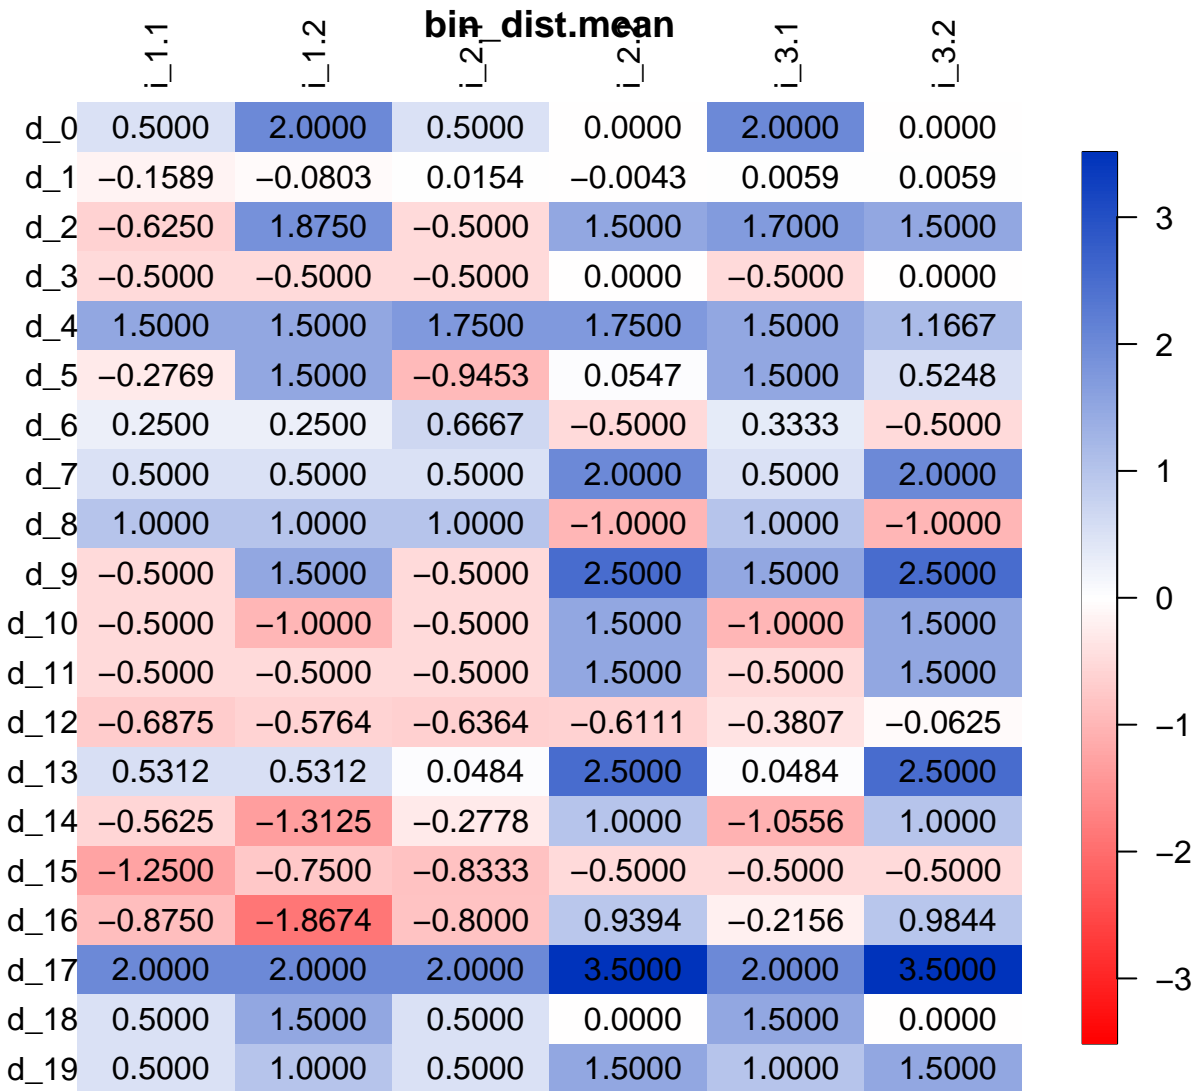 bin_dist.mean
i_1.1 i_1.2 i_2.1 i_2.2 i_3.1 i_3.2
d_0 0.5000 2.0000 0.5000 0.0000 2.0000 0.0000
d_1 −0.1589 −0.0803 0.0154 −0.0043 0.0059 0.0059
d_2 −0.6250 1.8750 −0.5000 1.5000 1.7000 1.5000
d_3 −0.5000 −0.5000 −0.5000 0.0000 −0.5000 0.0000
d_4 1.5000 1.5000 1.7500 1.7500 1.5000 1.1667
d_5 −0.2769 1.5000 −0.9453 0.0547 1.5000 0.5248
d_6 0.2500 0.2500 0.6667 −0.5000 0.3333 −0.5000
d_7 0.5000 0.5000 0.5000 2.0000 0.5000 2.0000
d_8 1.0000 1.0000 1.0000 −1.0000 1.0000 −1.0000
d_9 −0.5000 1.5000 −0.5000 2.5000 1.5000 2.5000
d_10 −0.5000 −1.0000 −0.5000 1.5000 −1.0000 1.5000
d_11 −0.5000 −0.5000 −0.5000 1.5000 −0.5000 1.5000
d_12 −0.6875 −0.5764 −0.6364 −0.6111 −0.3807 −0.0625
d_13 0.5312 0.5312 0.0484 2.5000 0.0484 2.5000
d_14 −0.5625 −1.3125 −0.2778 1.0000 −1.0556 1.0000
d_15 −1.2500 −0.7500 −0.8333 −0.5000 −0.5000 −0.5000
d_16 −0.8750 −1.8674 −0.8000 0.9394 −0.2156 0.9844
d_17 2.0000 2.0000 2.0000 3.5000 2.0000 3.5000
d_18 0.5000 1.5000 0.5000 0.0000 1.5000 0.0000
d_19 0.5000 1.0000 0.5000 1.5000 1.0000 1.5000
3
2
1
0
−1
−2
−3